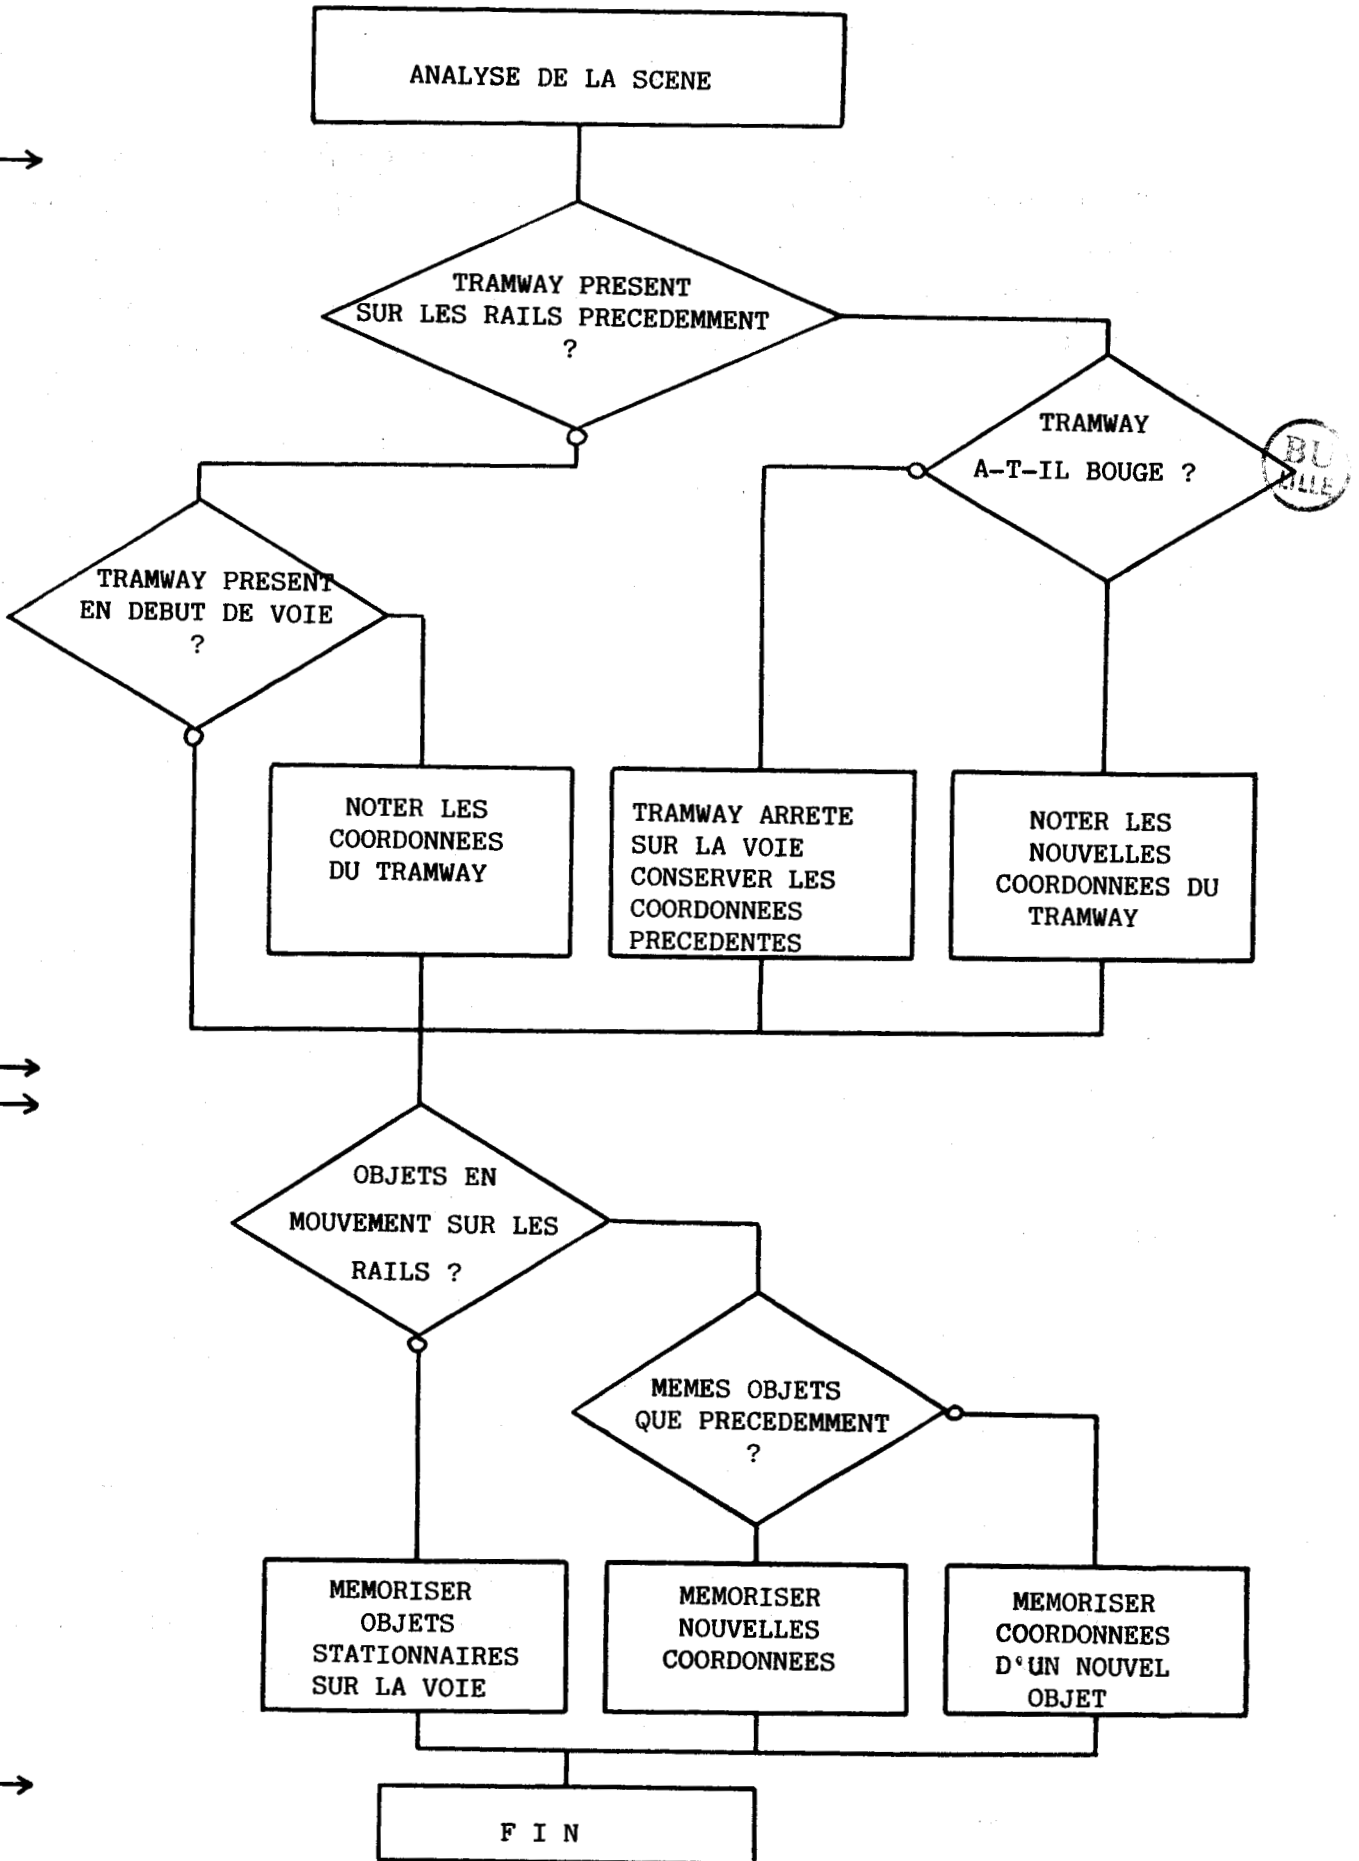 ANALYSE DE LA SCENE
TRAMWAY PRESENT
SUR LES RAILS PRECEDEMMENT
?
TRAMWAY
A-T-IL BOUGE ?
BU
LILLE
TRAMWAY PRESENT
EN DEBUT DE VOIE
?
NOTER LES
COORDONNEES
DU TRAMWAY
TRAMWAY ARRETE
SUR LA VOIE
CONSERVER LES
COORDONNEES
PRECEDENTES
NOTER LES
NOUVELLES
COORDONNEES DU
TRAMWAY
OBJETS EN
MOUVEMENT SUR LES
RAILS ?
MEMES OBJETS
QUE PRECEDEMMENT
?
MEMORISER
OBJETS
STATIONNAIRES
SUR LA VOIE
MEMORISER
NOUVELLES
COORDONNEES
MEMORISER
COORDONNEES
D'UN NOUVEL
OBJET
F I N